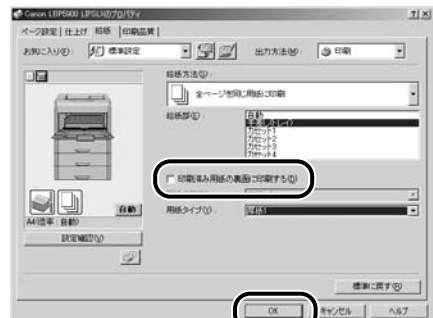 Canon LBP5900 LIPSLXのプロパティ
ページ設定 仕上げ 給紙 印刷品質
お気に入り(F): 標準設定 出力方法(M): 印刷
給紙方法(S):
全ページを同じ用紙に印刷
給紙部(E):
自動
手差し(トレイ)
カセット1
カセット2
カセット3
カセット4
印刷済み用紙の裏面に印刷する(D)
用紙タイプ(Y): 厚紙1
自動
A4(倍率:自動)
設定確認(V)
標準に戻す(R)
OK キャンセル ヘルプ